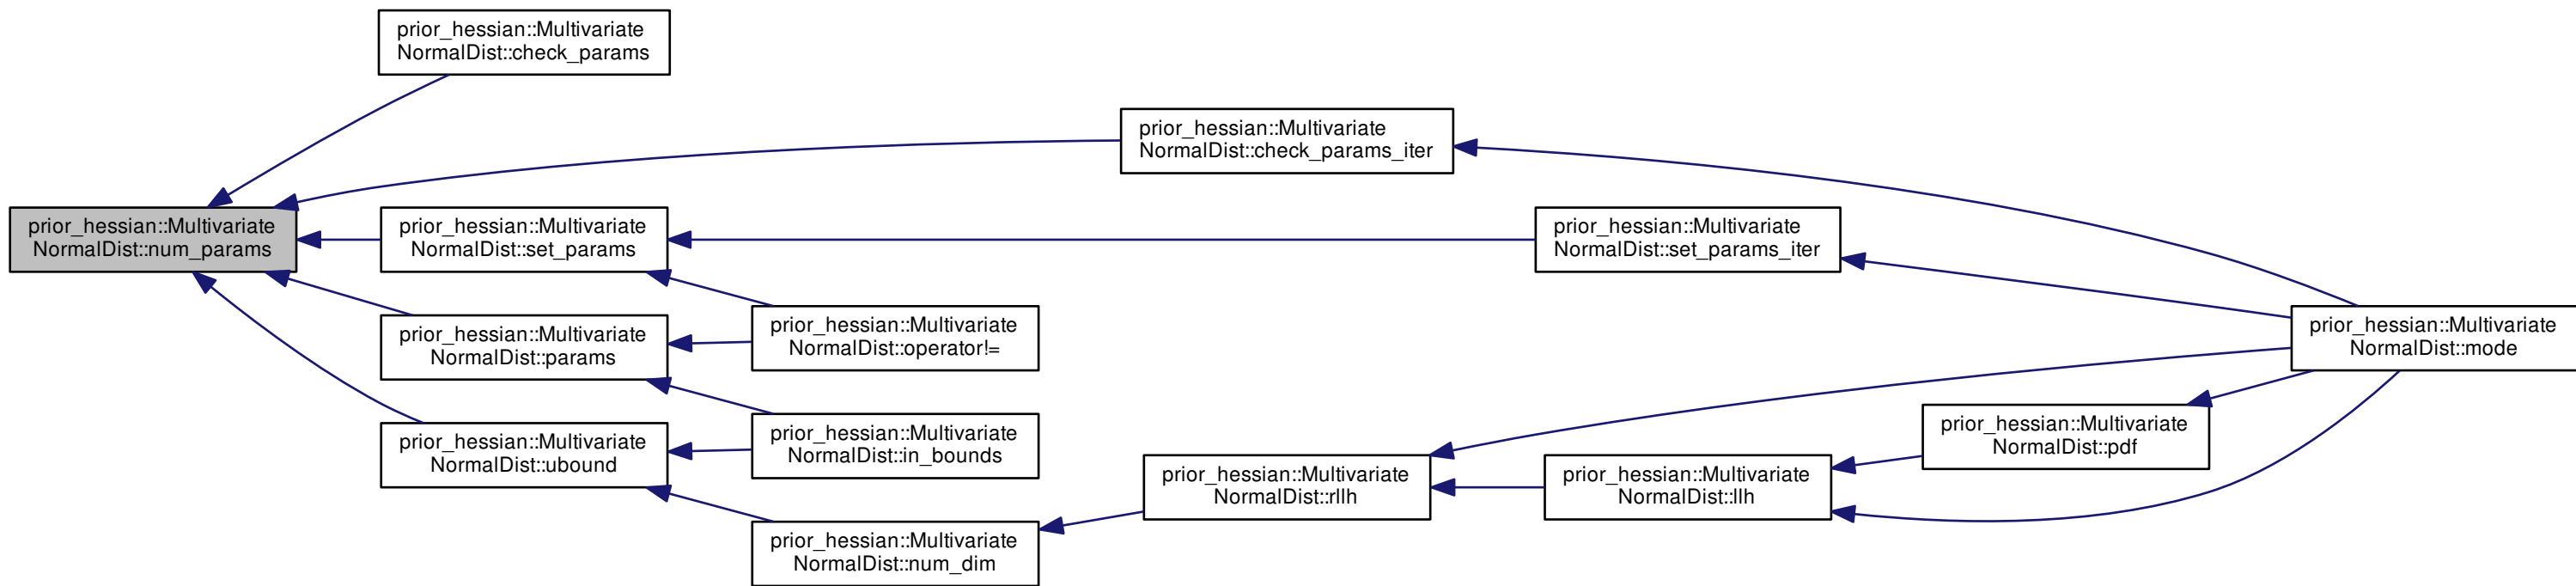 prior_hessian::Multivariate
NormalDist::check_params
prior_hessian::Multivariate
NormalDist::check_params_iter
prior_hessian::Multivariate
NormalDist::num_params
prior_hessian::Multivariate
NormalDist::set_params
prior_hessian::Multivariate
NormalDist::set_params_iter
prior_hessian::Multivariate
NormalDist::params
prior_hessian::Multivariate
NormalDist::operator!=
prior_hessian::Multivariate
NormalDist::mode
prior_hessian::Multivariate
NormalDist::ubound
prior_hessian::Multivariate
NormalDist::in_bounds
prior_hessian::Multivariate
NormalDist::pdf
prior_hessian::Multivariate
NormalDist::rllh
prior_hessian::Multivariate
NormalDist::llh
prior_hessian::Multivariate
NormalDist::num_dim